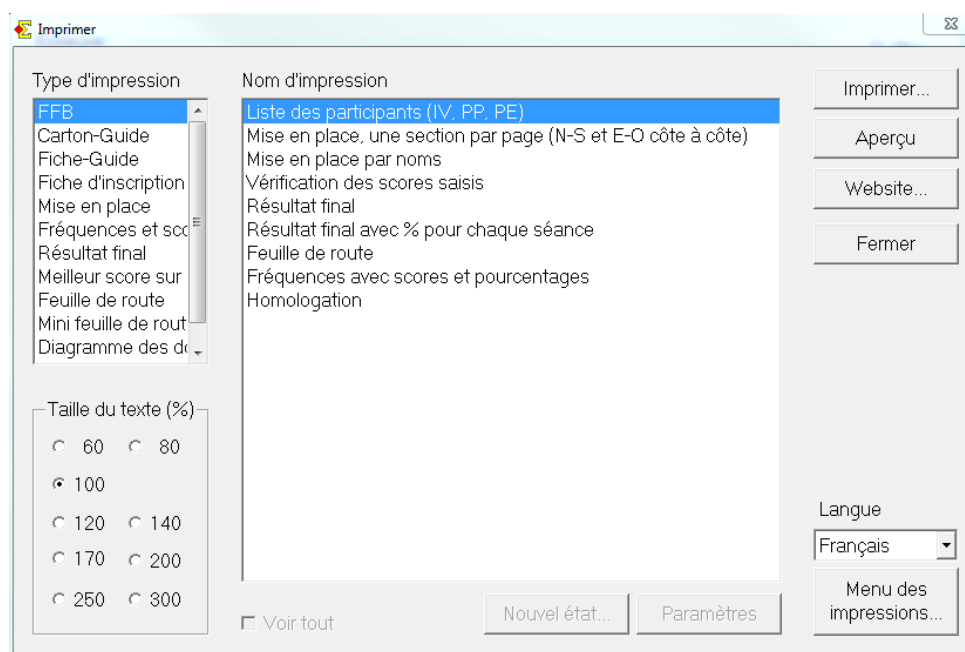 Imprimer
Type d'impression
FFB
Carton-Guide
Fiche-Guide
Fiche d'inscription
Mise en place
Fréquences et sco
Résultat final
Meilleur score sur
Feuille de route
Mini feuille de rout
Diagramme des do
Nom d'impression
Liste des participants (IV, PP, PE)
Mise en place, une section par page (N-S et E-O côte à côte)
Mise en place par noms
Vérification des scores saisis
Résultat final
Résultat final avec % pour chaque séance
Feuille de route
Fréquences avec scores et pourcentages
Homologation
Imprimer...
Aperçu
Website...
Fermer
Taille du texte (%)
60 80
100
120 140
170 200
250 300
Voir tout
Nouvel état...
Paramètres
Langue
Français
Menu des
impressions...